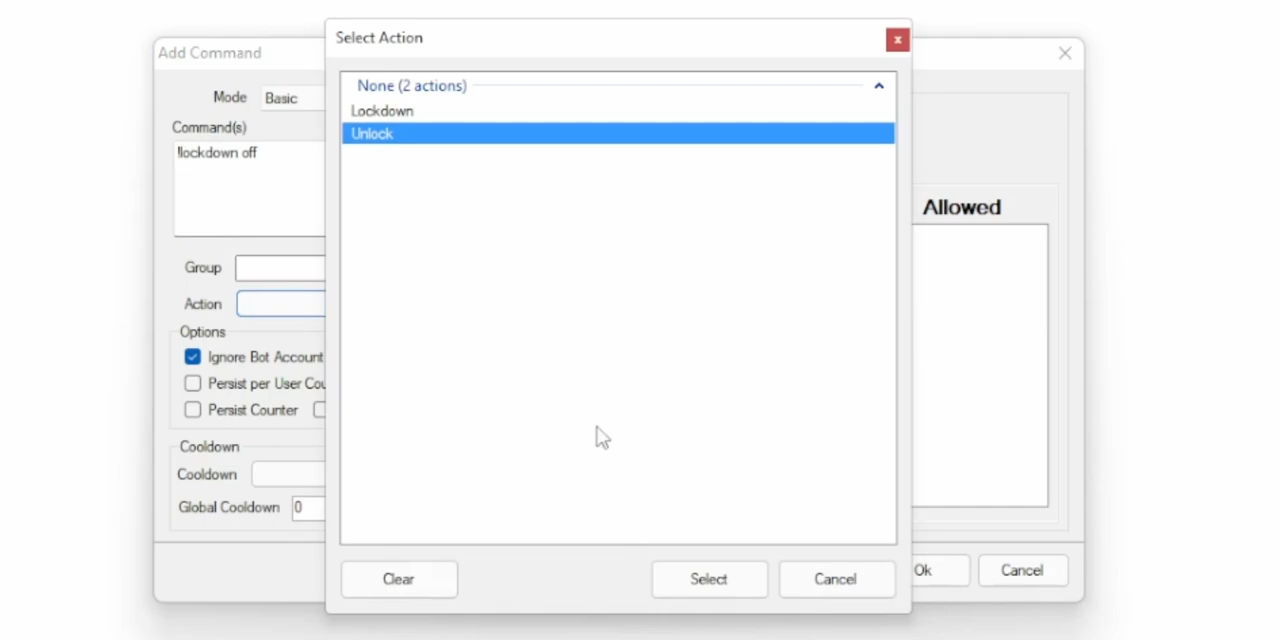 Select Action
x
None (2 actions)
Lockdown
Unlock
Clear
Select
Cancel
Add Command
Mode
Basic
Command(s)
!lockdown off
Group
Action
Options
Ignore Bot Account
Persist per User Cou
Persist Counter
Cooldown
Cooldown
Global Cooldown
0
Allowed
Ok
Cancel